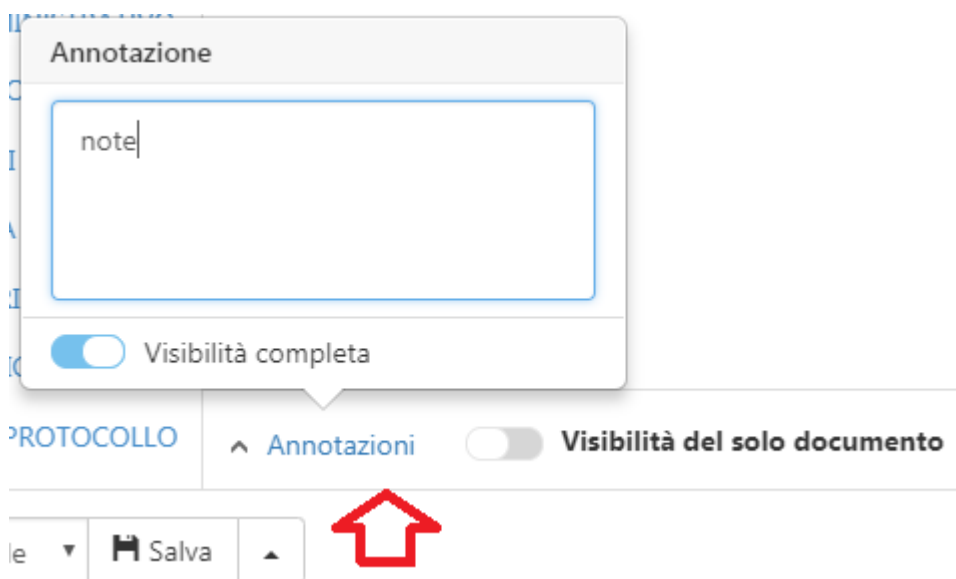 Annotazione
note
Visibilità completa
PROTOCOLLO
Annotazioni
Visibilità del solo documento
Salva